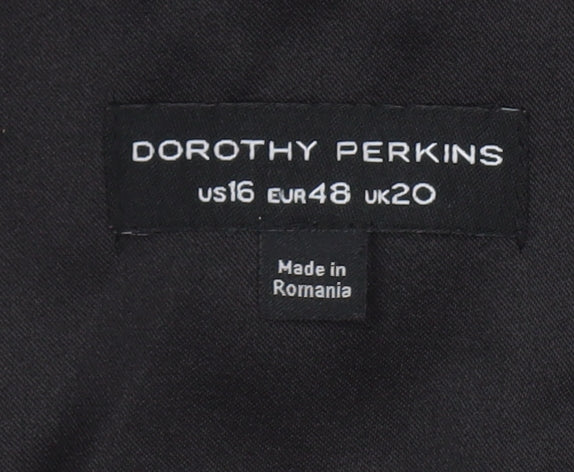 DOROTHY PERKINS
US16 EUR48 UK20
Made in
Romania